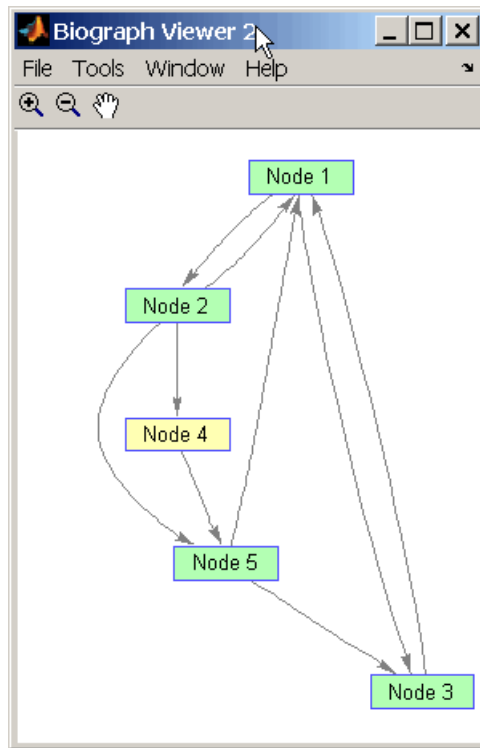 Biograph Viewer 2
File Tools Window Help
Node 1
Node 2
Node 4
Node 5
Node 3